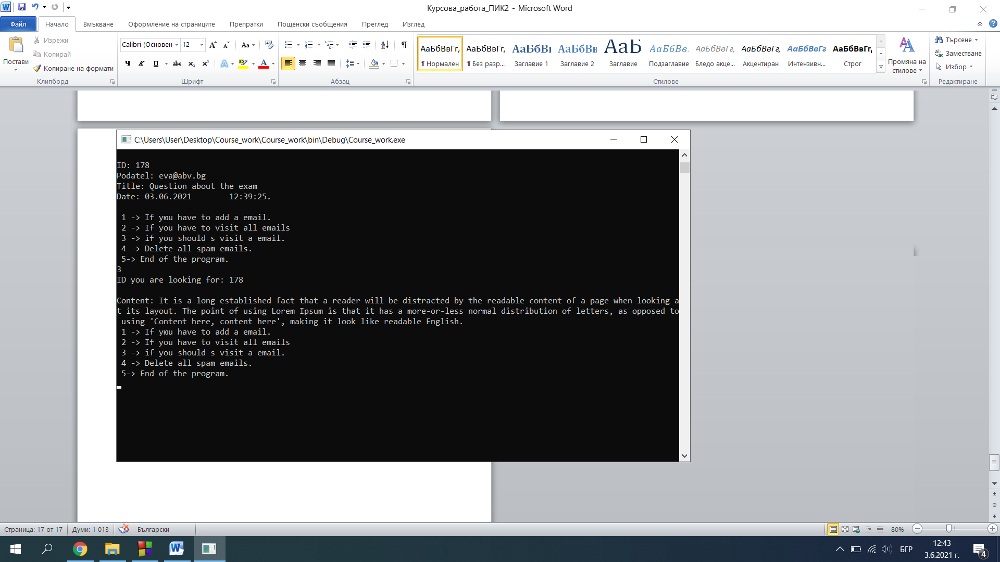 Курсова_работа_ПИК2 - Microsoft Word
Файл Начало Вмъкване Оформление на страниците Препратки Пощенски съобщения Преглед Изглед
Постави
Изрежи
Копирай
Копиране на формати
Клипборд
Calibri (Основен 12
Шрифт
Абзац
АаБбВвГг, АаБбВвГг, АаБбВı АаБбВв АаБ АаБбВв. АаБбВвГг, АаБбВвГг, АаБбВвГг АаБбВвГг,
¶ Нормален ¶ Без разр... Заглавие 1 Заглавие 2 Заглавие Подзаглавие Бледо акце... Акцентиран Интензивн... Строг
Стилове
Промяна на
стилове
Търсене
Заместване
Избор
Редактиране
C:\Users\User\Desktop\Course_work\Course_work\bin\Debug\Course_work.exe
ID: 178
Podatel: eva@abv.bg
Title: Question about the exam
Date: 03.06.2021        12:39:25.
1 -> If yюu have to add a email.
2 -> If you have to visit all emails
3 -> if you should s visit a email.
4 -> Delete all spam emails.
5-> End of the program.
3
ID you are looking for: 178
Content: It is a long established fact that a reader will be distracted by the readable content of a page when looking a
t its layout. The point of using Lorem Ipsum is that it has a more-or-less normal distribution of letters, as opposed to
using 'Content here, content here', making it look like readable English.
1 -> If yюu have to add a email.
2 -> If you have to visit all emails
3 -> if you should s visit a email.
4 -> Delete all spam emails.
5-> End of the program.
Страница: 17 от 17 Думи: 1 013 Български 80%
БГР
12:43
3.6.2021 г.
4